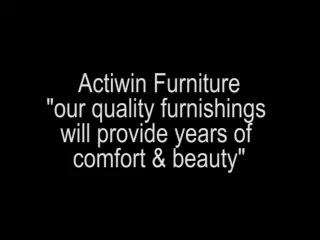 Actiwin Furniture
"our quality furnishings
will provide years of
comfort & beauty"